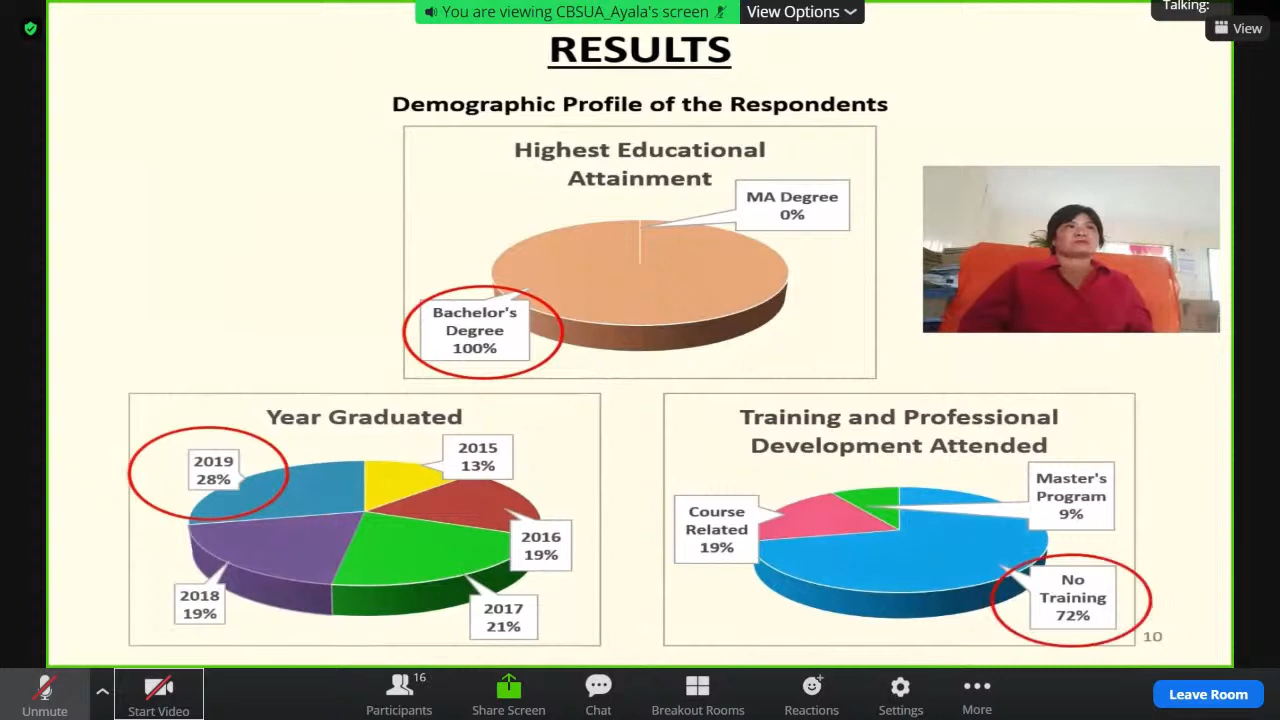 You are viewing CBSUA_Ayala's screen
View Options
Talking:
View
RESULTS
Demographic Profile of the Respondents
Highest Educational
Attainment
MA Degree
0%
Bachelor's
Degree
100%
Year Graduated
2019
28%
2015
13%
2016
19%
2018
19%
2017
21%
Training and Professional
Development Attended
Master's
Program
9%
Course
Related
19%
No
Training
72%
10
Unmute
Start Video
16
Participants
Share Screen
Chat
Breakout Rooms
Reactions
Settings
More
Leave Room